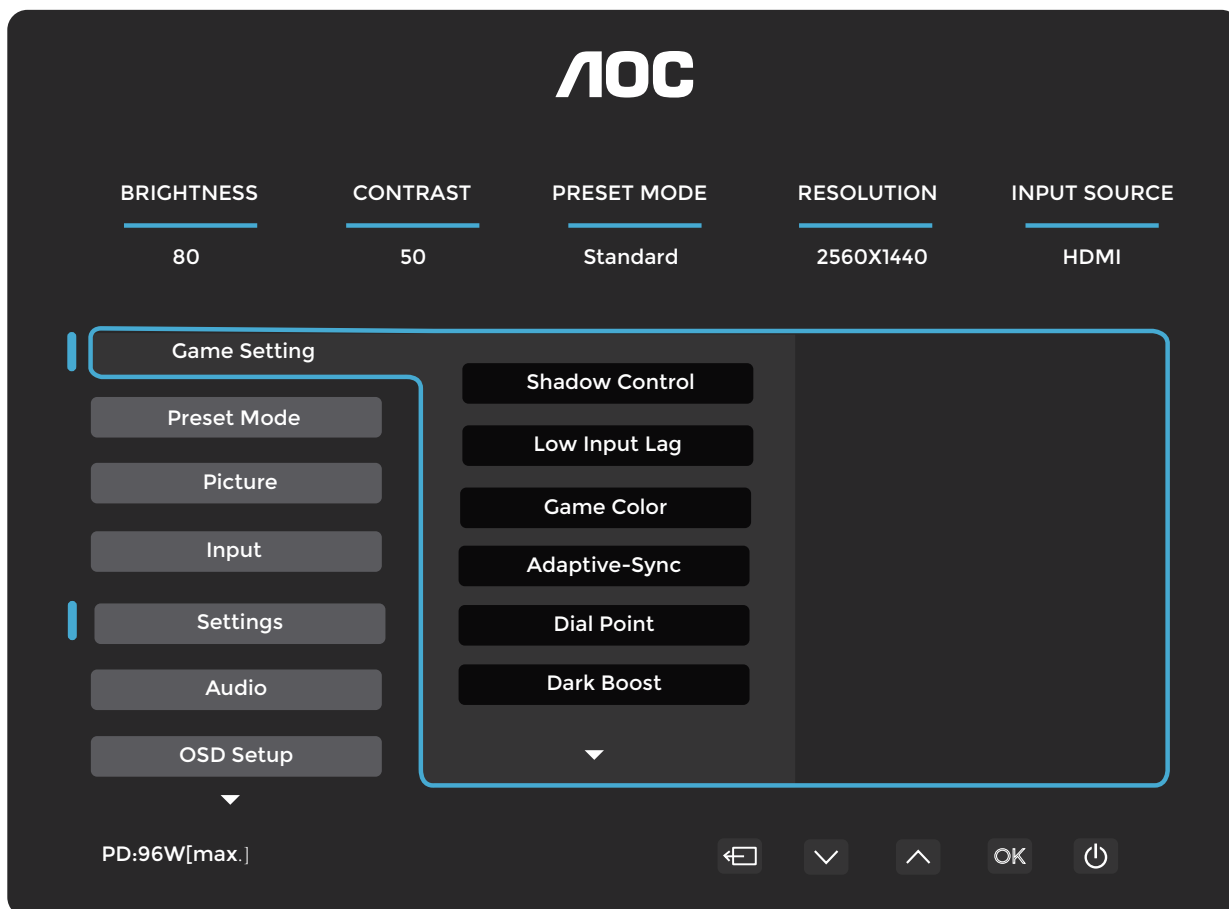 AOC
BRIGHTNESS CONTRAST PRESET MODE RESOLUTION INPUT SOURCE
80 50 Standard 2560X1440 HDMI
Game Setting
Preset Mode
Picture
Input
Settings
Audio
OSD Setup
Shadow Control
Low Input Lag
Game Color
Adaptive-Sync
Dial Point
Dark Boost
PD:96W[max.]
OK